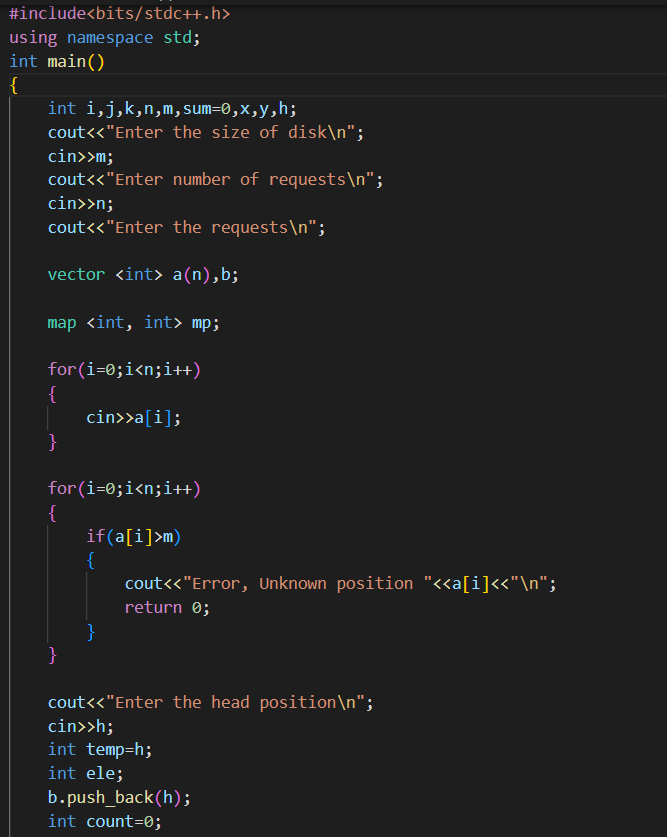 #include<bits/stdc++.h>
using namespace std;
int main()
{
    int i,j,k,n,m,sum=0,x,y,h;
    cout<<"Enter the size of disk\n";
    cin>>m;
    cout<<"Enter number of requests\n";
    cin>>n;
    cout<<"Enter the requests\n";

    vector <int> a(n),b;

    map <int, int> mp;

    for(i=0;i<n;i++)
    {
        cin>>a[i];
    }

    for(i=0;i<n;i++)
    {
        if(a[i]>m)
        {
            cout<<"Error, Unknown position "<<a[i]<<"\n";
            return 0;
        }
    }

    cout<<"Enter the head position\n";
    cin>>h;
    int temp=h;
    int ele;
    b.push_back(h);
    int count=0;